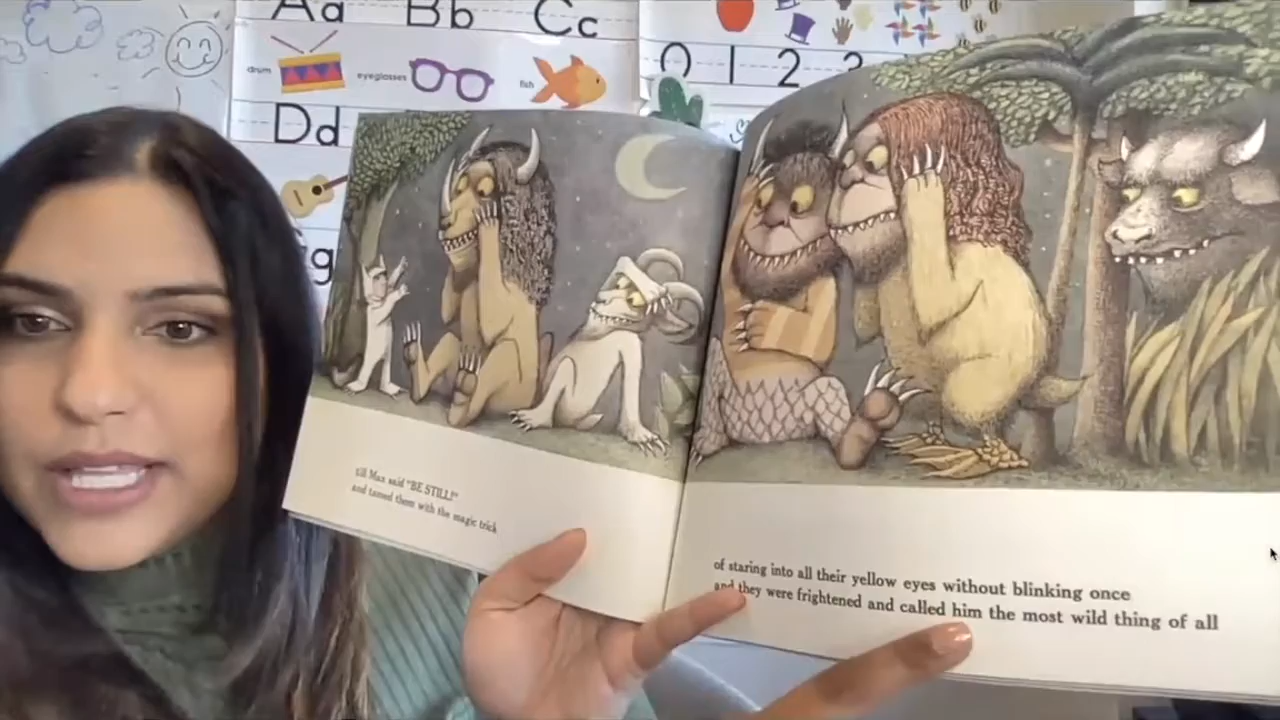 Aa Bb Cc
drum
eyeglasses
fish
0 1 2
Dd
g
till Max said "BE STILL!"
and tamed them with the magic trick
of staring into all their yellow eyes without blinking once
and they were frightened and called him the most wild thing of all